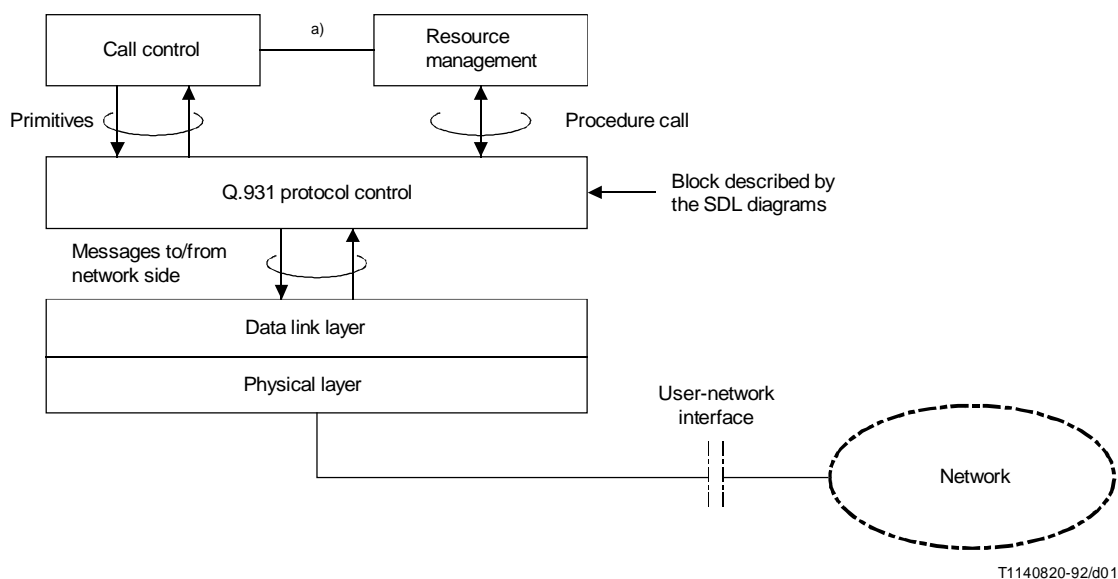 Call control
a)
Resource
management
Primitives
Procedure call
Q.931 protocol control
Block described by
the SDL diagrams
Messages to/from
network side
Data link layer
Physical layer
User-network
interface
Network
T1140820-92/d01